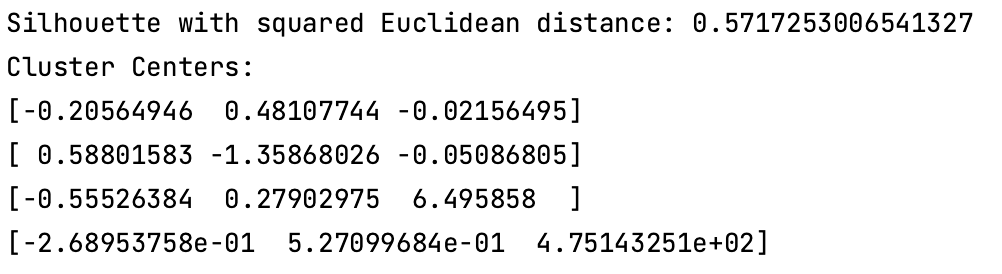 Silhouette with squared Euclidean distance: 0.5717253006541327
Cluster Centers:
[-0.20564946  0.48107744 -0.02156495]
[ 0.58801583 -1.35868026 -0.05086805]
[-0.55526384  0.27902975  6.495858  ]
[-2.68953758e-01  5.27099684e-01  4.75143251e+02]